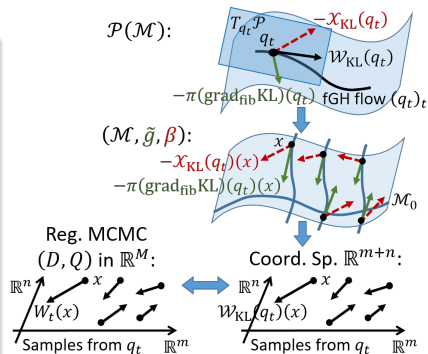 𝒫(ℳ):
T_{q_t}𝒫
q_t
−𝒳_KL(q_t)
𝒲_KL(q_t)
−π(grad_fib KL)(q_t)
fGH flow (q_t)_t
(ℳ, g̃, β):
x
−𝒳_KL(q_t)(x)
−π(grad_fib KL)(q_t)(x)
ℳ_0
Reg. MCMC
(D, Q) in ℝ^M:
Coord. Sp. ℝ^{m+n}
ℝ^n
x
W_t(x)
Samples from q_t
ℝ^m
ℝ^n
x
𝒲_KL(q_t)(x)
Samples from q_t
ℝ^m